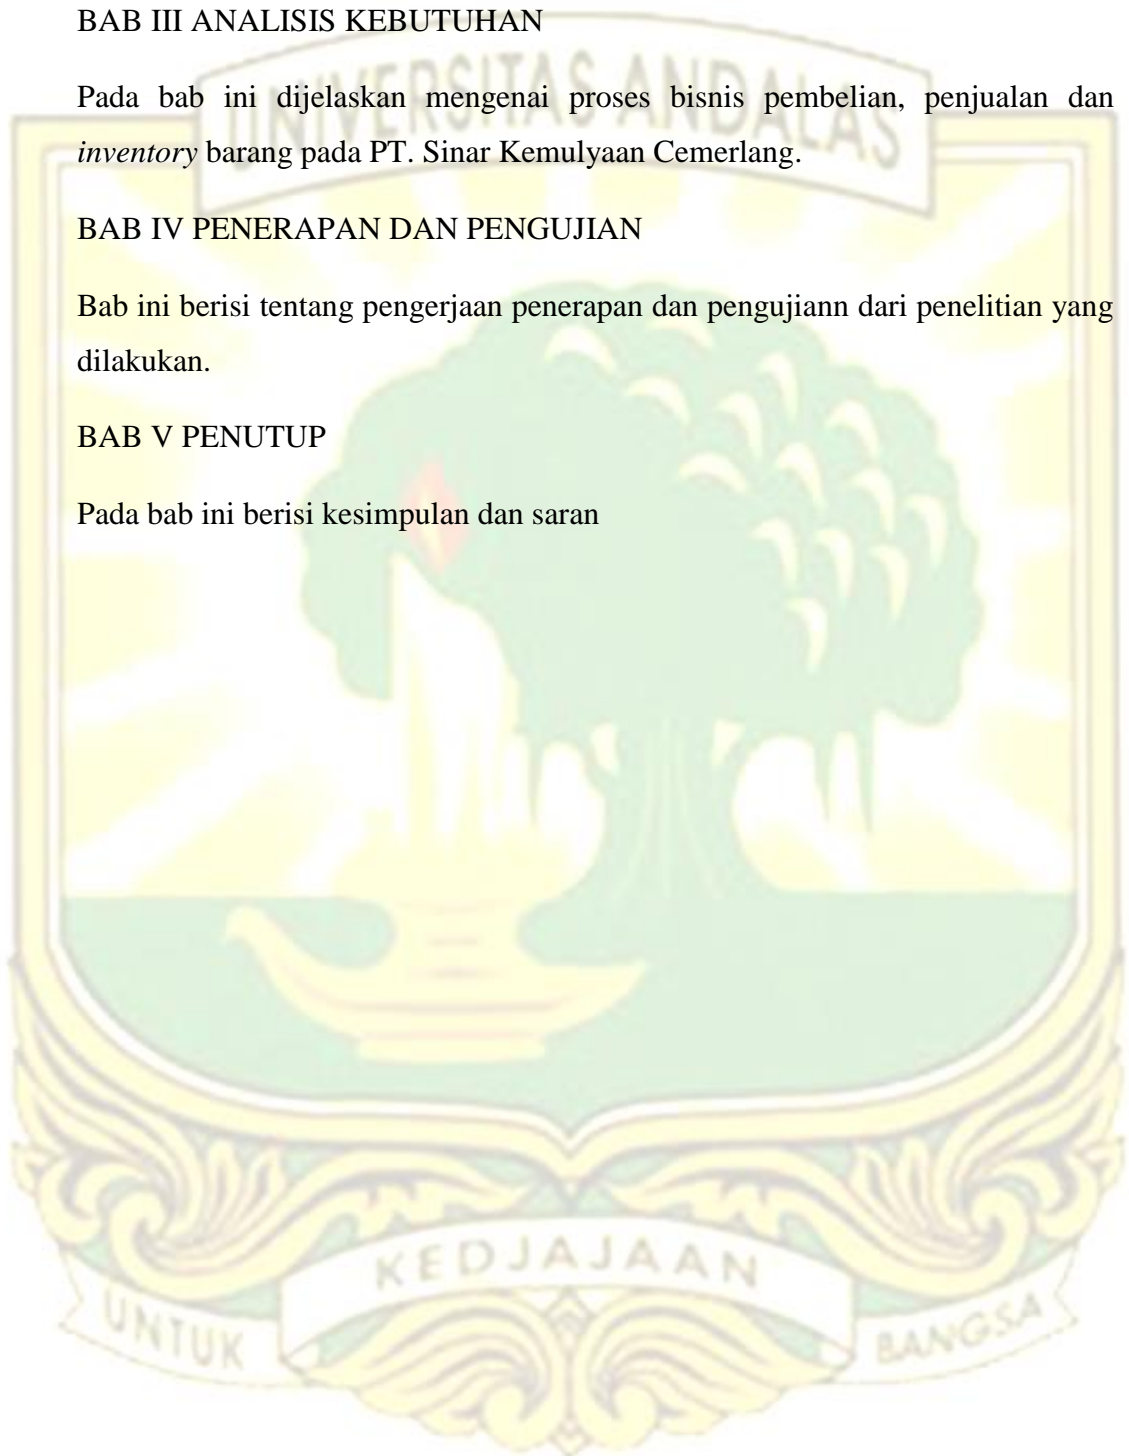 BAB III ANALISIS KEBUTUHAN
Pada bab ini dijelaskan mengenai proses bisnis pembelian, penjualan dan
inventory barang pada PT. Sinar Kemulyaan Cemerlang.
BAB IV PENERAPAN DAN PENGUJIAN
Bab ini berisi tentang pengerjaan penerapan dan pengujiann dari penelitian yang
dilakukan.
BAB V PENUTUP
Pada bab ini berisi kesimpulan dan saran
UNIVERSITAS ANDALAS
UNTUK
KEDJAJAAN
BANGSA